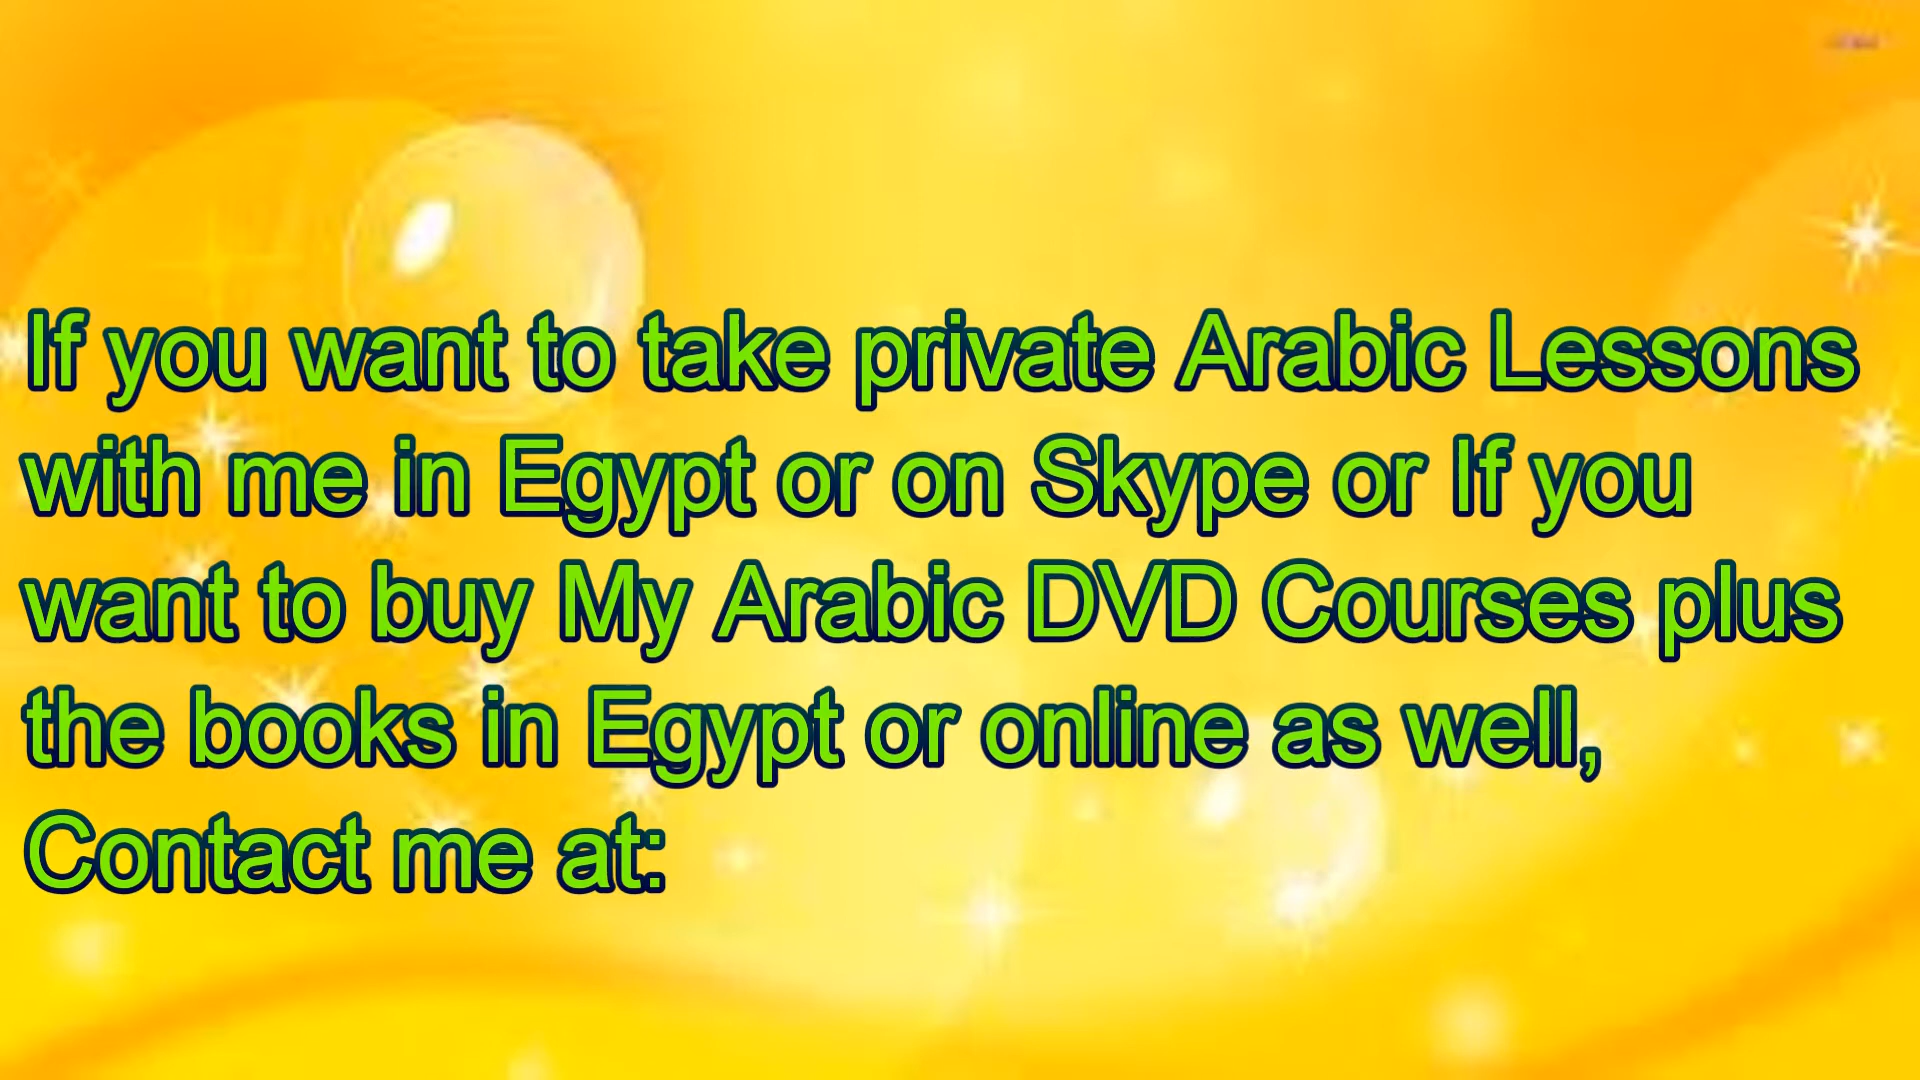 If you want to take private Arabic Lessons
with me in Egypt or on Skype or If you
want to buy My Arabic DVD Courses plus
the books in Egypt or online as well,
Contact me at: